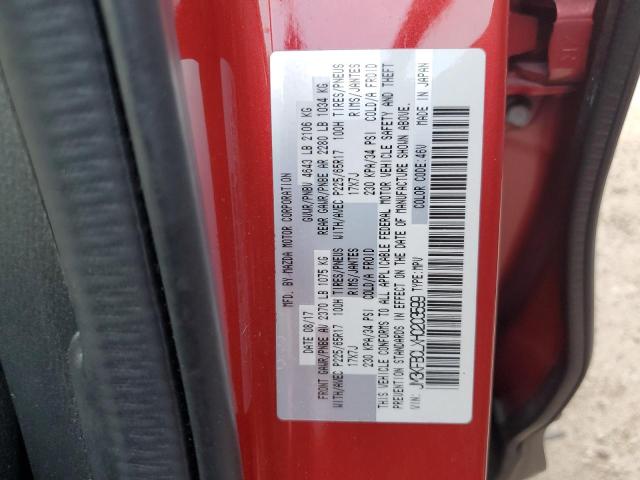 MFD. BY MAZDA MOTOR CORPORATION
DATE 08/17 GVWR/PNBV 4643 LB 2106 KG
FRONT GAWR/PNBE AV 2370 LB 1075 KG REAR GAWR/PNBE AR 2280 LB 1034 KG
WITH/AVEC P225/65R17 100H TIRES/PNEUS WITH/AVEC P225/65R17 100H TIRES/PNEUS
17X7J RIMS/JANTES 17X7J RIMS/JANTES
230 KPA/34 PSI COLD/A FROID 230 KPA/34 PSI COLD/A FROID
THIS VEHICLE CONFORMS TO ALL APPLICABLE FEDERAL MOTOR VEHICLE SAFETY AND THEFT
PREVENTION STANDARDS IN EFFECT ON THE DATE OF MANUFACTURE SHOWN ABOVE.
VIN: JM3KFBCLXH0203599 TYPE:MPV COLOR CODE:46V MADE IN JAPAN